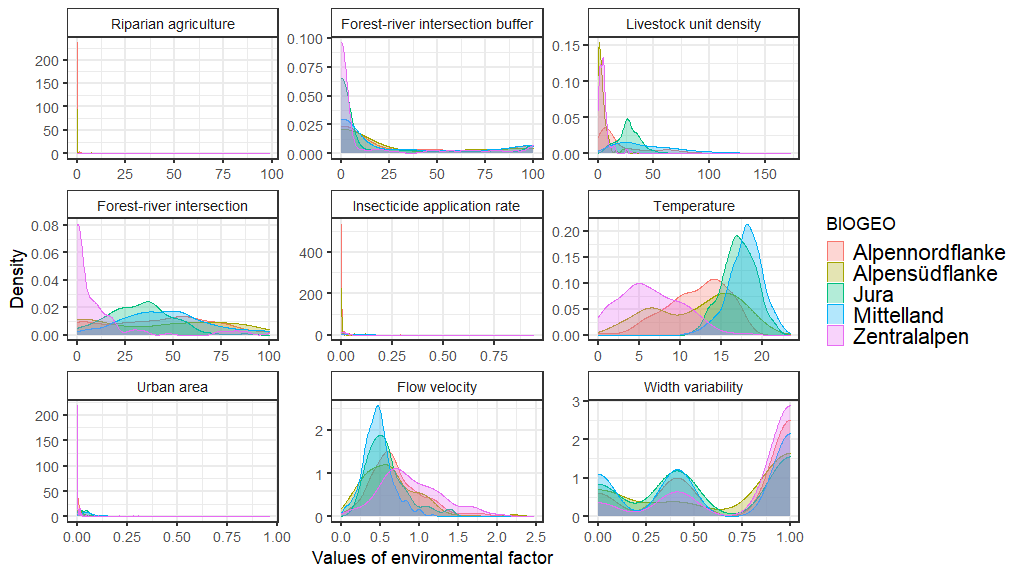 Riparian agriculture Forest-river intersection buffer Livestock unit density
200
150
100
50
0
0 25 50 75 100
0.100
0.075
0.050
0.025
0.000
0 25 50 75 100
0.15
0.10
0.05
0.00
0 50 100 150
Forest-river intersection Insecticide application rate Temperature
0.08
0.06
0.04
0.02
0.00
0 25 50 75 100
400
200
0
0.00 0.25 0.50 0.75
0.20
0.15
0.10
0.05
0.00
0 5 10 15 20
Urban area Flow velocity Width variability
200
150
100
50
0
0.00 0.25 0.50 0.75 1.00
2
1
0
0.0 0.5 1.0 1.5 2.0 2.5
3
2
1
0
0.00 0.25 0.50 0.75 1.00
Density
Values of environmental factor
BIOGEO
Alpennordflanke
Alpensüdflanke
Jura
Mittelland
Zentralalpen